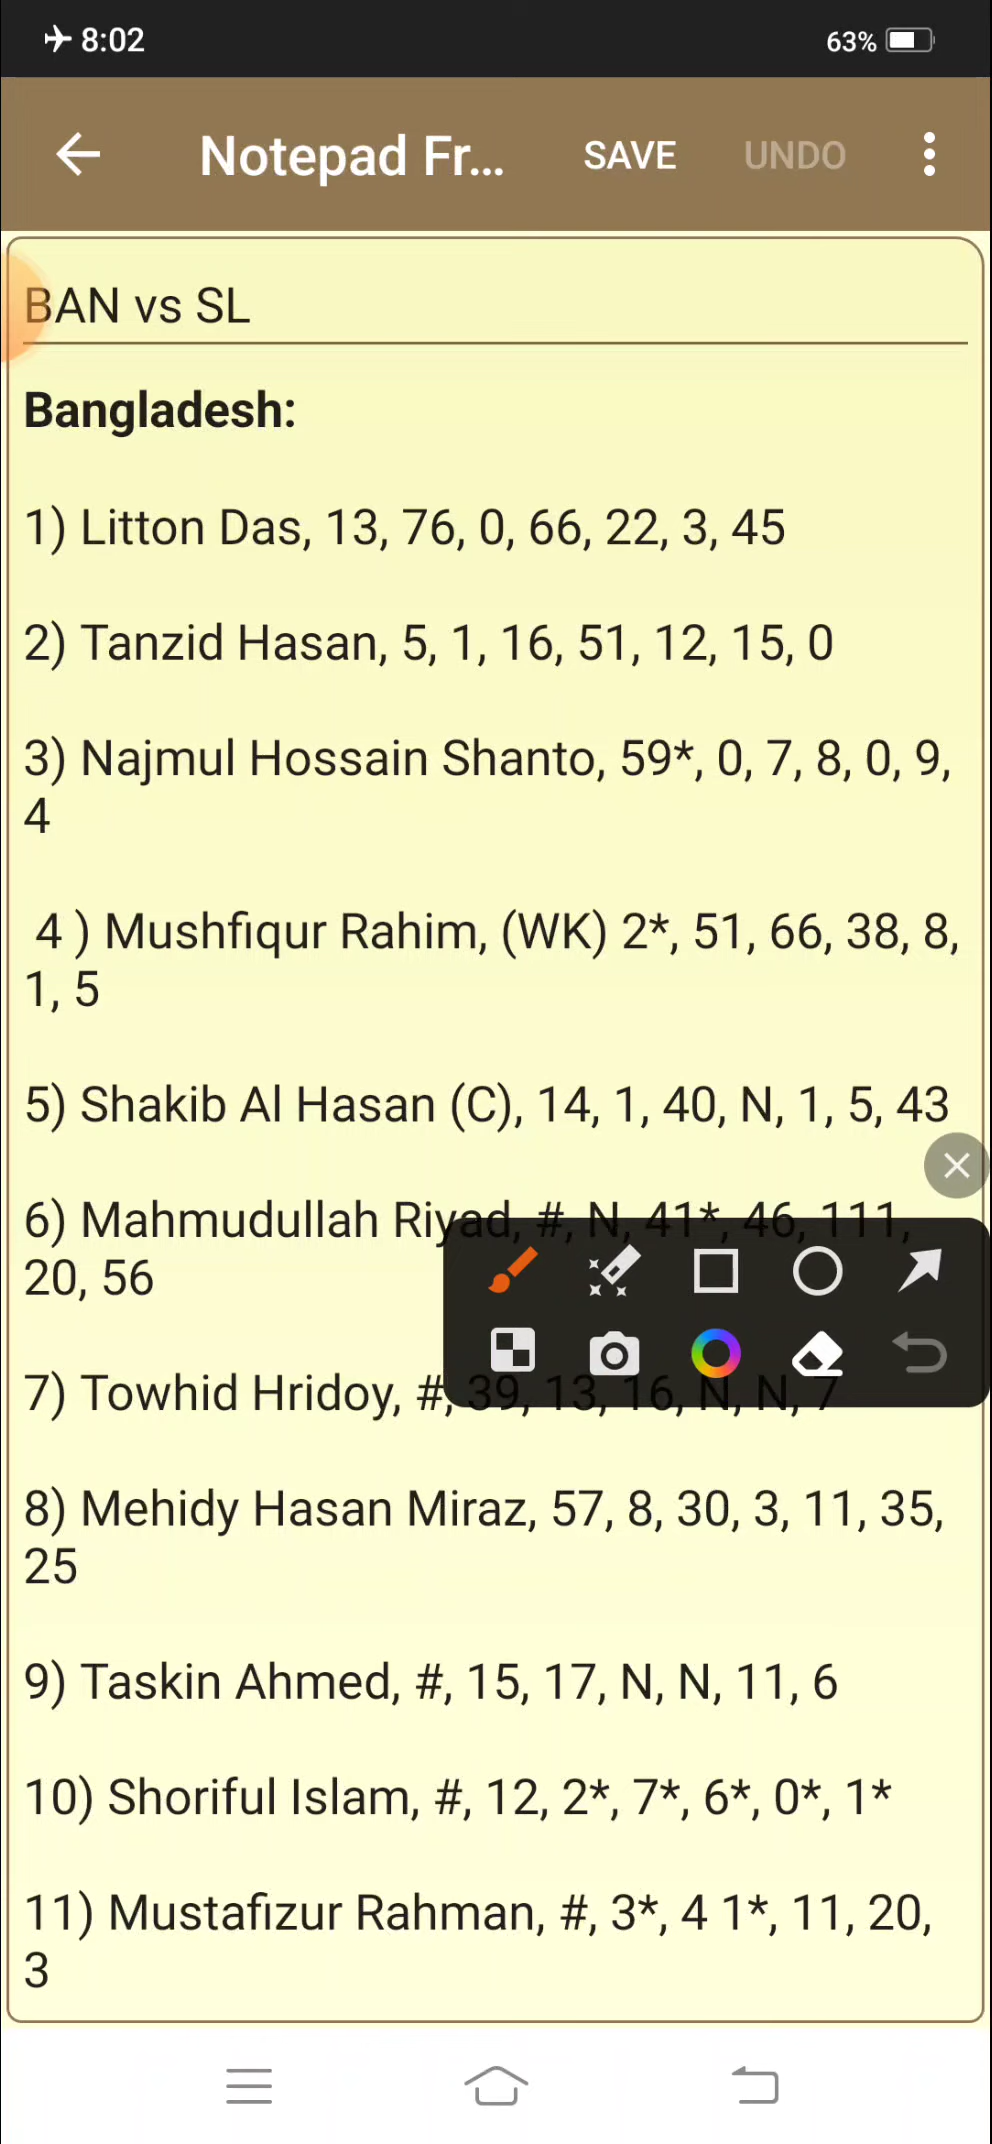 8:02 63%
Notepad Fr... SAVE UNDO
BAN vs SL
Bangladesh:
1) Litton Das, 13, 76, 0, 66, 22, 3, 45
2) Tanzid Hasan, 5, 1, 16, 51, 12, 15, 0
3) Najmul Hossain Shanto, 59*, 0, 7, 8, 0, 9,
4
4 ) Mushfiqur Rahim, (WK) 2*, 51, 66, 38, 8,
1, 5
5) Shakib Al Hasan (C), 14, 1, 40, N, 1, 5, 43
6) Mahmudullah Riyad, #, N, 41*, 46, 111,
20, 56
7) Towhid Hridoy, #, 39, 13, 16, N, N, 7
8) Mehidy Hasan Miraz, 57, 8, 30, 3, 11, 35,
25
9) Taskin Ahmed, #, 15, 17, N, N, 11, 6
10) Shoriful Islam, #, 12, 2*, 7*, 6*, 0*, 1*
11) Mustafizur Rahman, #, 3*, 4 1*, 11, 20,
3